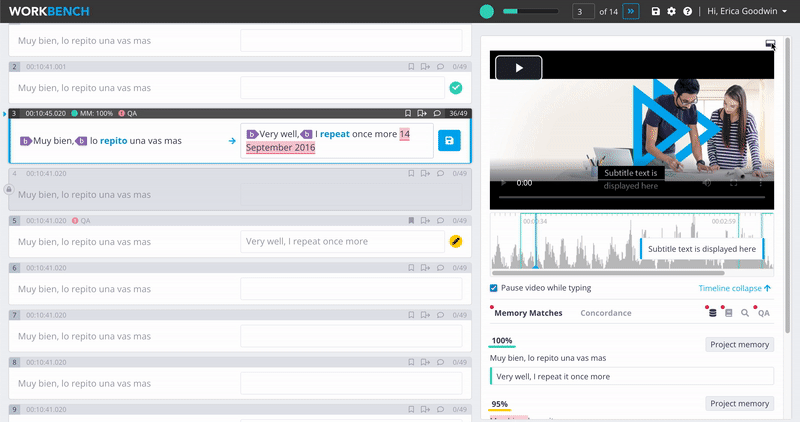 WORKBENCH
3 of 14 » Hi, Erica Goodwin
Muy bien, lo repito una vas mas
2 00:10:41.001 0/49
Muy bien, lo repito una vas mas
3 00:10:45.020 MM: 100% QA 36/49
b Muy bien, b lo repito una vas mas
b Very well, b I repeat once more 14
September 2016
4 00:10:41.020 0/49
Muy bien, lo repito una vas mas
5 00:10:41.020 QA 0/49
Muy bien, lo repito una vas mas
Very well, I repeat once more
6 00:10:41.020 0/49
Muy bien, lo repito una vas mas
7 00:10:41.020 0/49
Muy bien, lo repito una vas mas
8 00:10:41.020 0/49
Muy bien, lo repito una vas mas
9 00:10:41.020 0/49
Subtitle text is
displayed here
0:00
00:02:59
Subtitle text is displayed here
Pause video while typing
Timeline collapse
Memory Matches Concordance QA
100% Project memory
Muy bien, lo repito una vas mas
Very well, I repeat it once more
95% Project memory